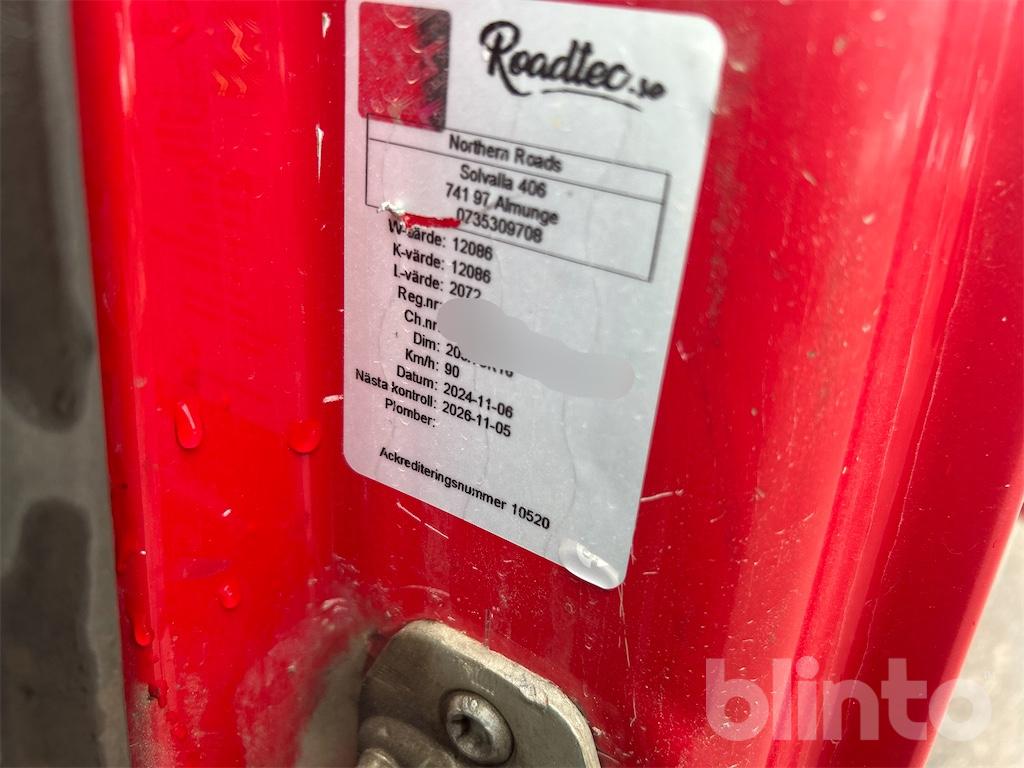 Roadtec.se
Northern Roads
Solvalla 406
741 97 Almunge
0735309708
W-värde: 12086
K-värde: 12086
L-värde: 2072
Reg.nr:
Ch.nr
Dim:
Km/h: 90
Datum: 2024-11-06
Nästa kontroll: 2026-11-05
Plomber:
Ackrediteringsnummer 10520
blinto